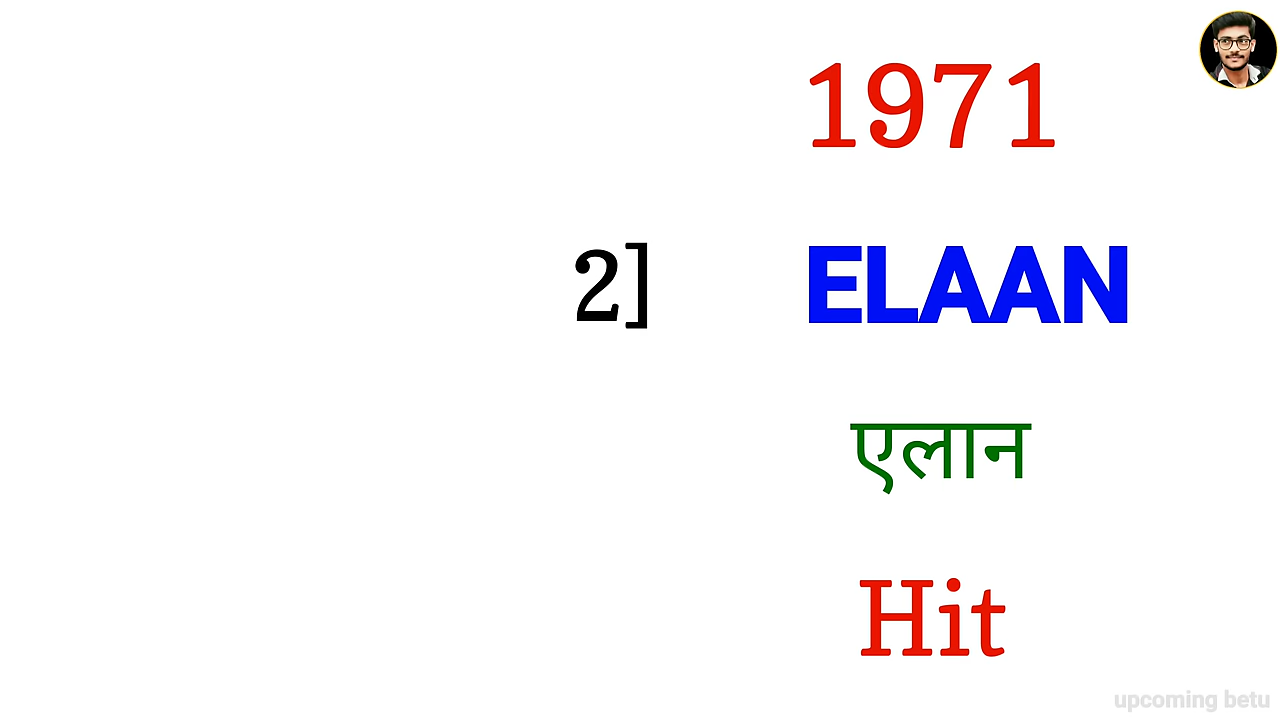 1971
2] ELAAN
एलान
Hit
upcoming betu